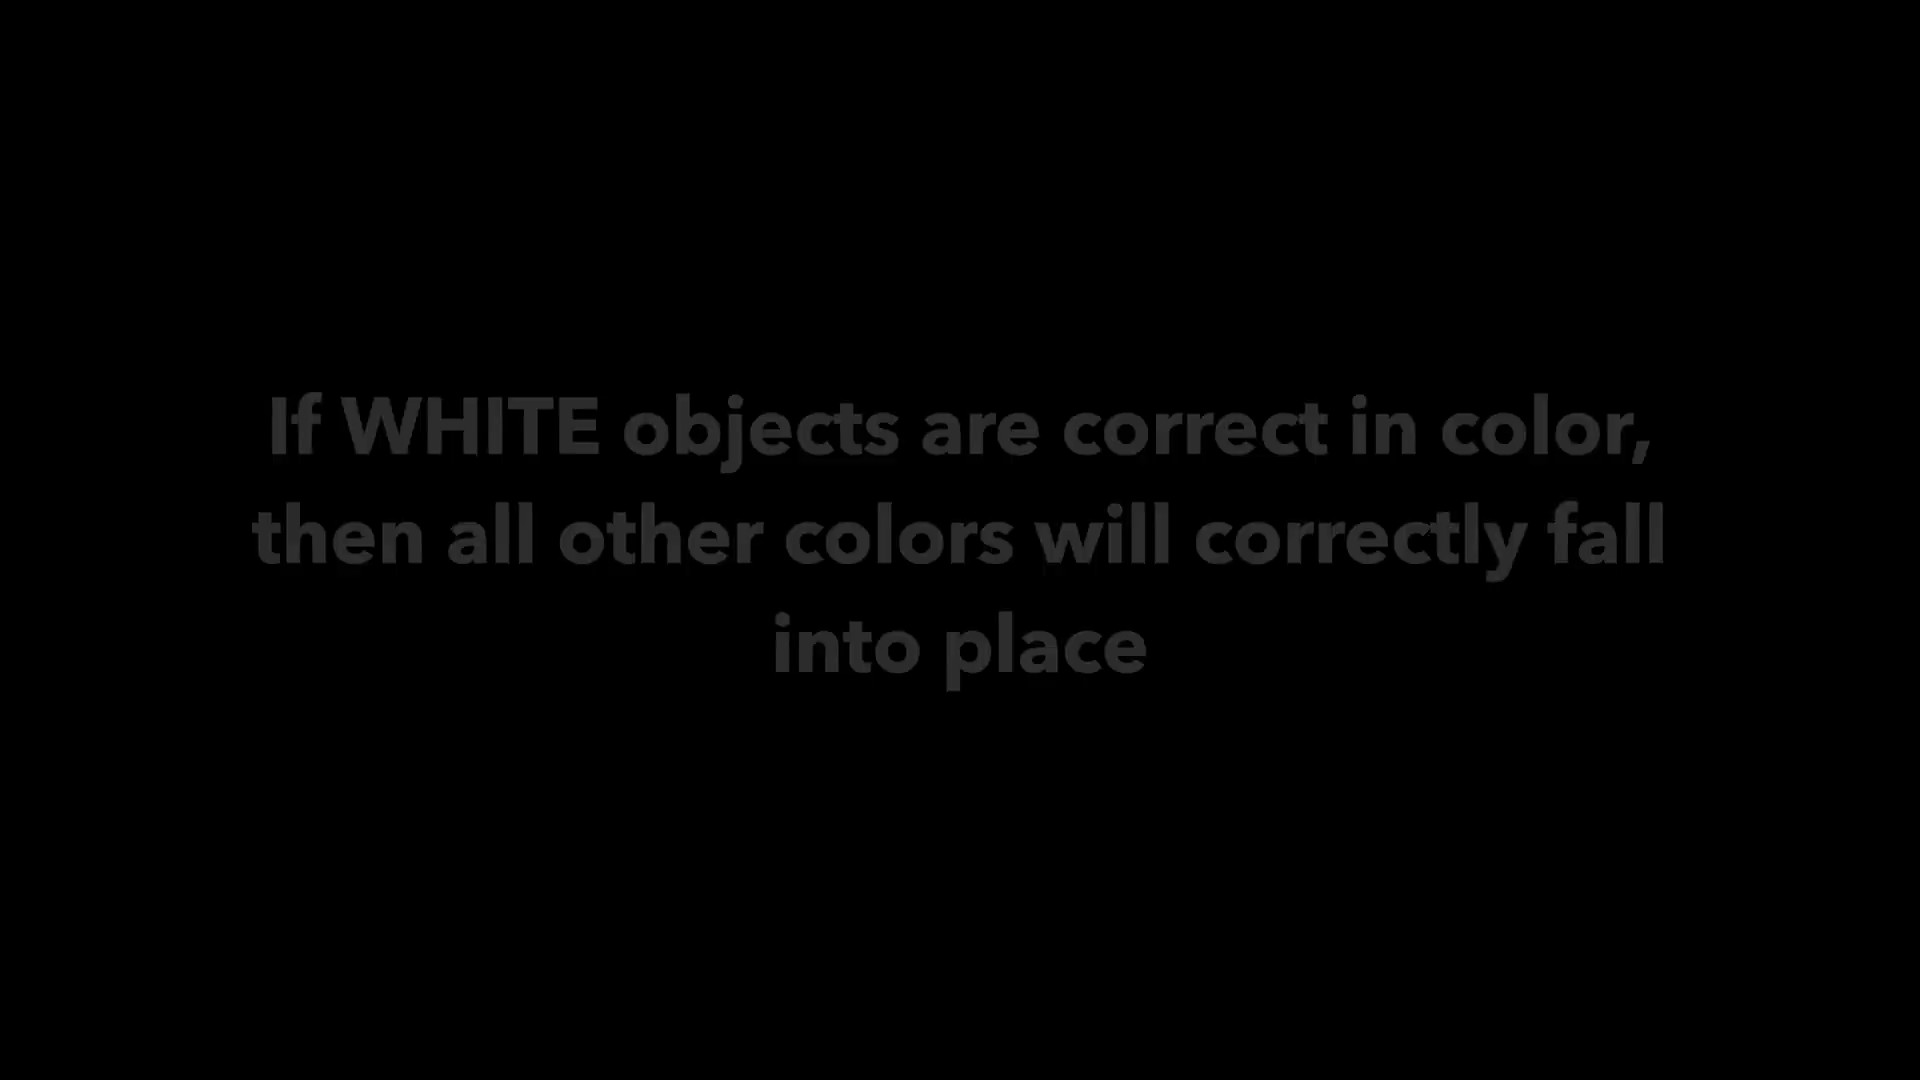 If WHITE objects are correct in color,
then all other colors will correctly fall
into place